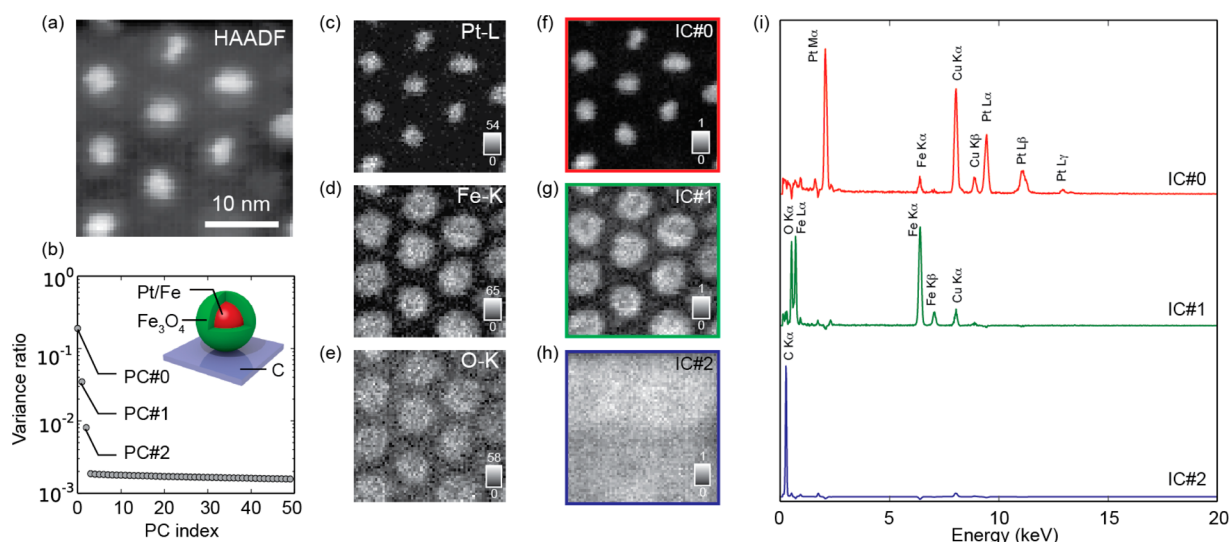 (a)
HAADF
10 nm
(b)
10⁰
10⁻¹
10⁻²
10⁻³
Variance ratio
0 10 20 30 40 50
PC index
Pt/Fe
Fe₃O₄
C
PC#0
PC#1
PC#2
(c)
Pt-L
54
0
(d)
Fe-K
65
0
(e)
O-K
58
0
(f)
IC#0
1
0
(g)
IC#1
1
0
(h)
IC#2
1
0
(i)
Pt Mα
Fe Kα
Cu Kα
Cu Kβ
Pt Lα
Pt Lβ
Pt Lγ
IC#0
O Kα
Fe Lα
Fe Kα
Fe Kβ
Cu Kα
IC#1
C Kα
IC#2
0 5 10 15 20
Energy (keV)